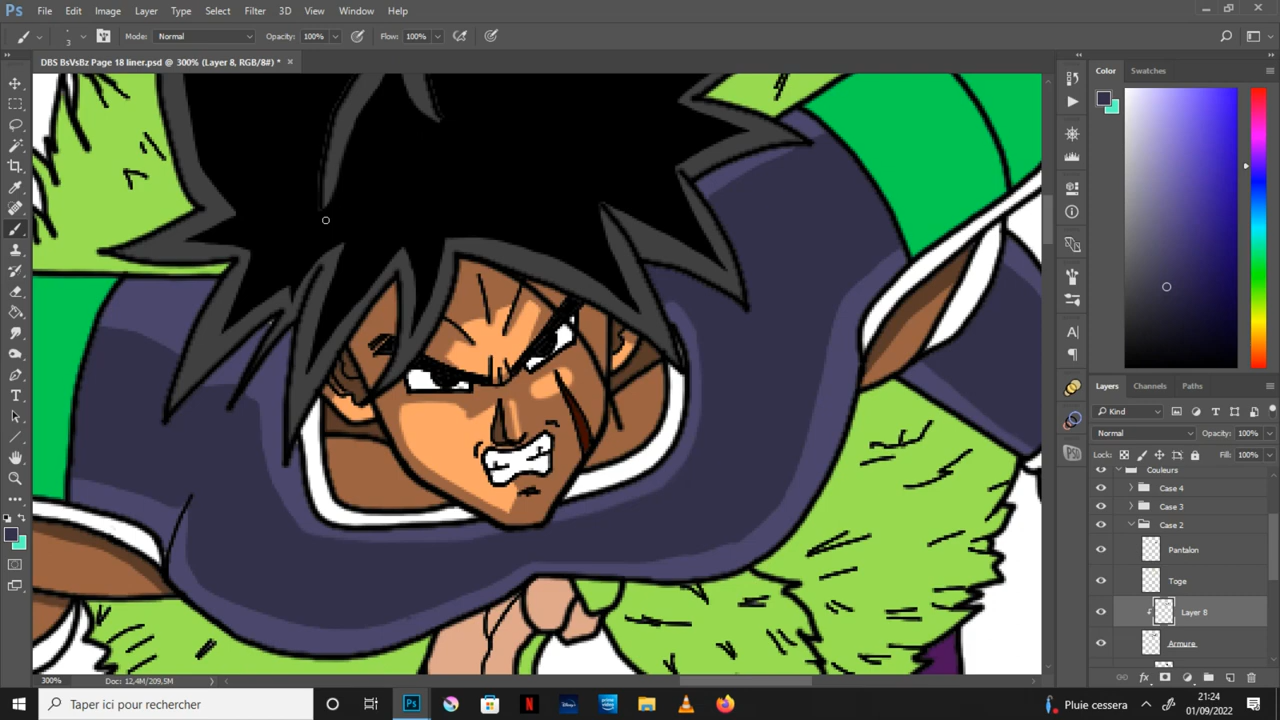 Ps File Edit Image Layer Type Select Filter 3D View Window Help
3 Mode: Normal Opacity: 100% Flow: 100%
DBS BsVsBz Page 18 liner.psd @ 300% (Layer 8, RGB/8#) *
Color Swatches
Layers Channels Paths
Kind
Normal Opacity: 100%
Lock: Fill: 100%
Couleurs
Case 4
Case 3
Case 2
Pantalon
Toge
Layer 8
Armure
300% Doc: 12,4M/209,5M
Taper ici pour rechercher
Pluie cessera
21:24
01/09/2022